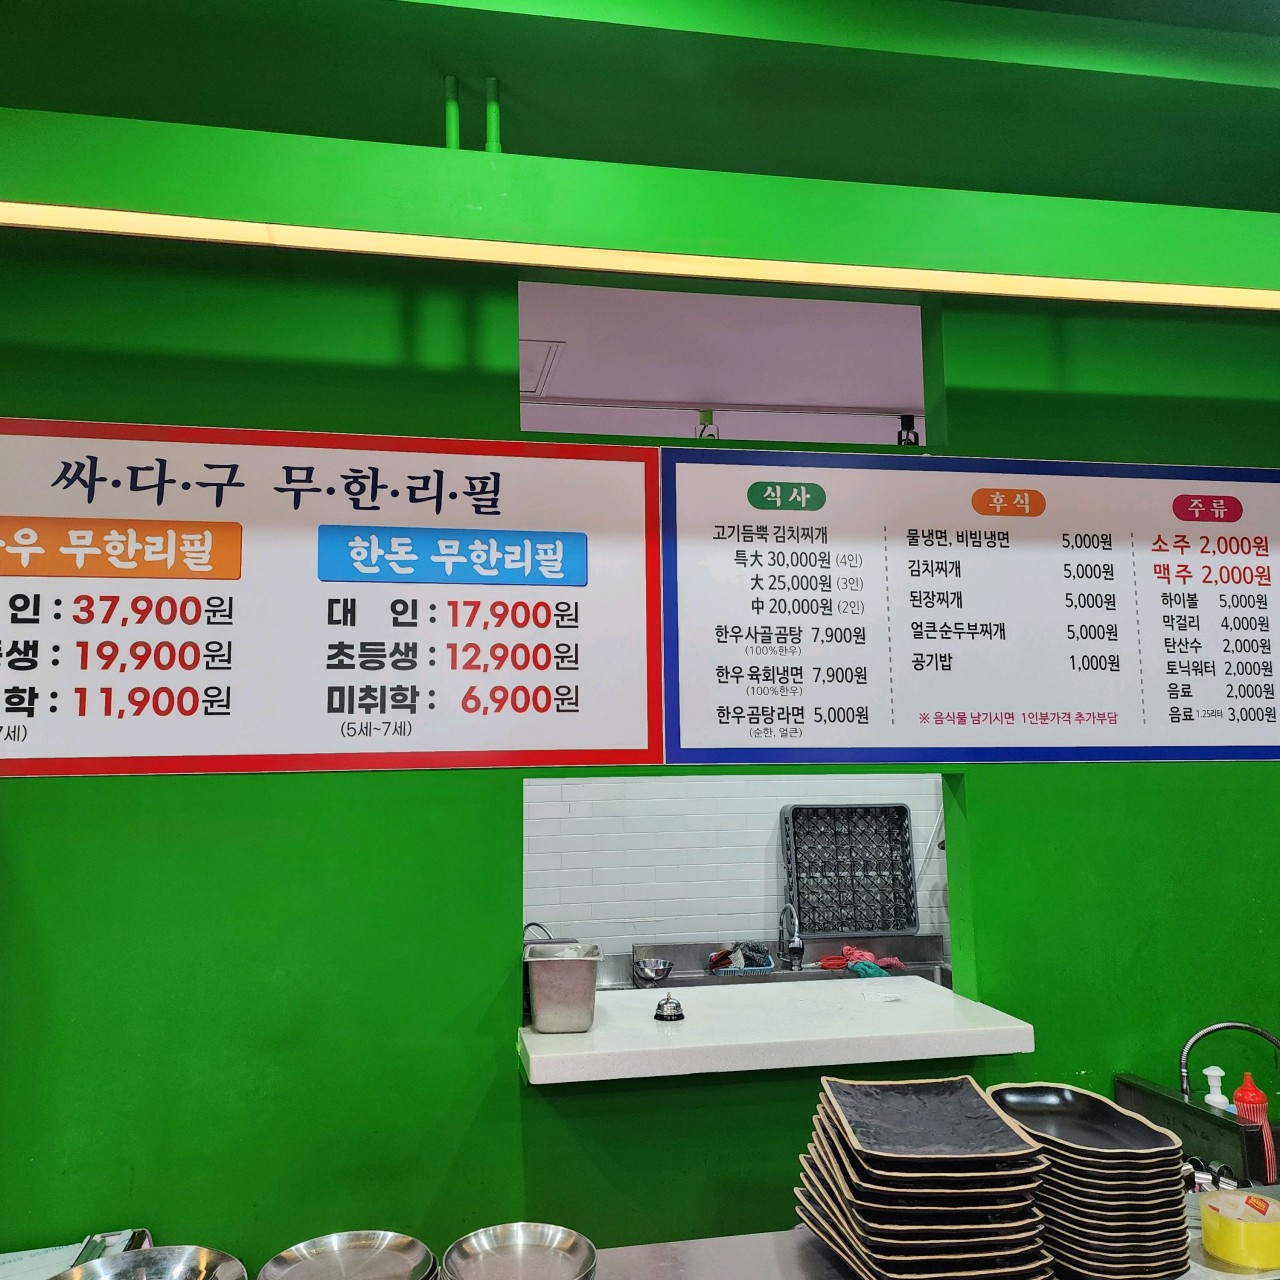 싸·다·구 무·한·리·필
우 무한리필
인 : 37,900원
생 : 19,900원
학 : 11,900원
7세)
한돈 무한리필
대 인 : 17,900원
초등생 : 12,900원
미취학 : 6,900원
(5세~7세)
식사
고기듬뿍 김치찌개
특大 30,000원 (4인)
大 25,000원 (3인)
中 20,000원 (2인)
한우사골곰탕 7,900원
(100%한우)
한우 육회냉면 7,900원
(100%한우)
한우곰탕라면 5,000원
(순한, 얼큰)
후식
물냉면, 비빔냉면 5,000원
김치찌개 5,000원
된장찌개 5,000원
얼큰순두부찌개 5,000원
공기밥 1,000원
※ 음식물 남기시면 1인분가격 추가부담
주류
소주 2,000원
맥주 2,000원
하이볼 5,000원
막걸리 4,000원
탄산수 2,000원
토닉워터 2,000원
음료 2,000원
음료 1.25리터 3,000원